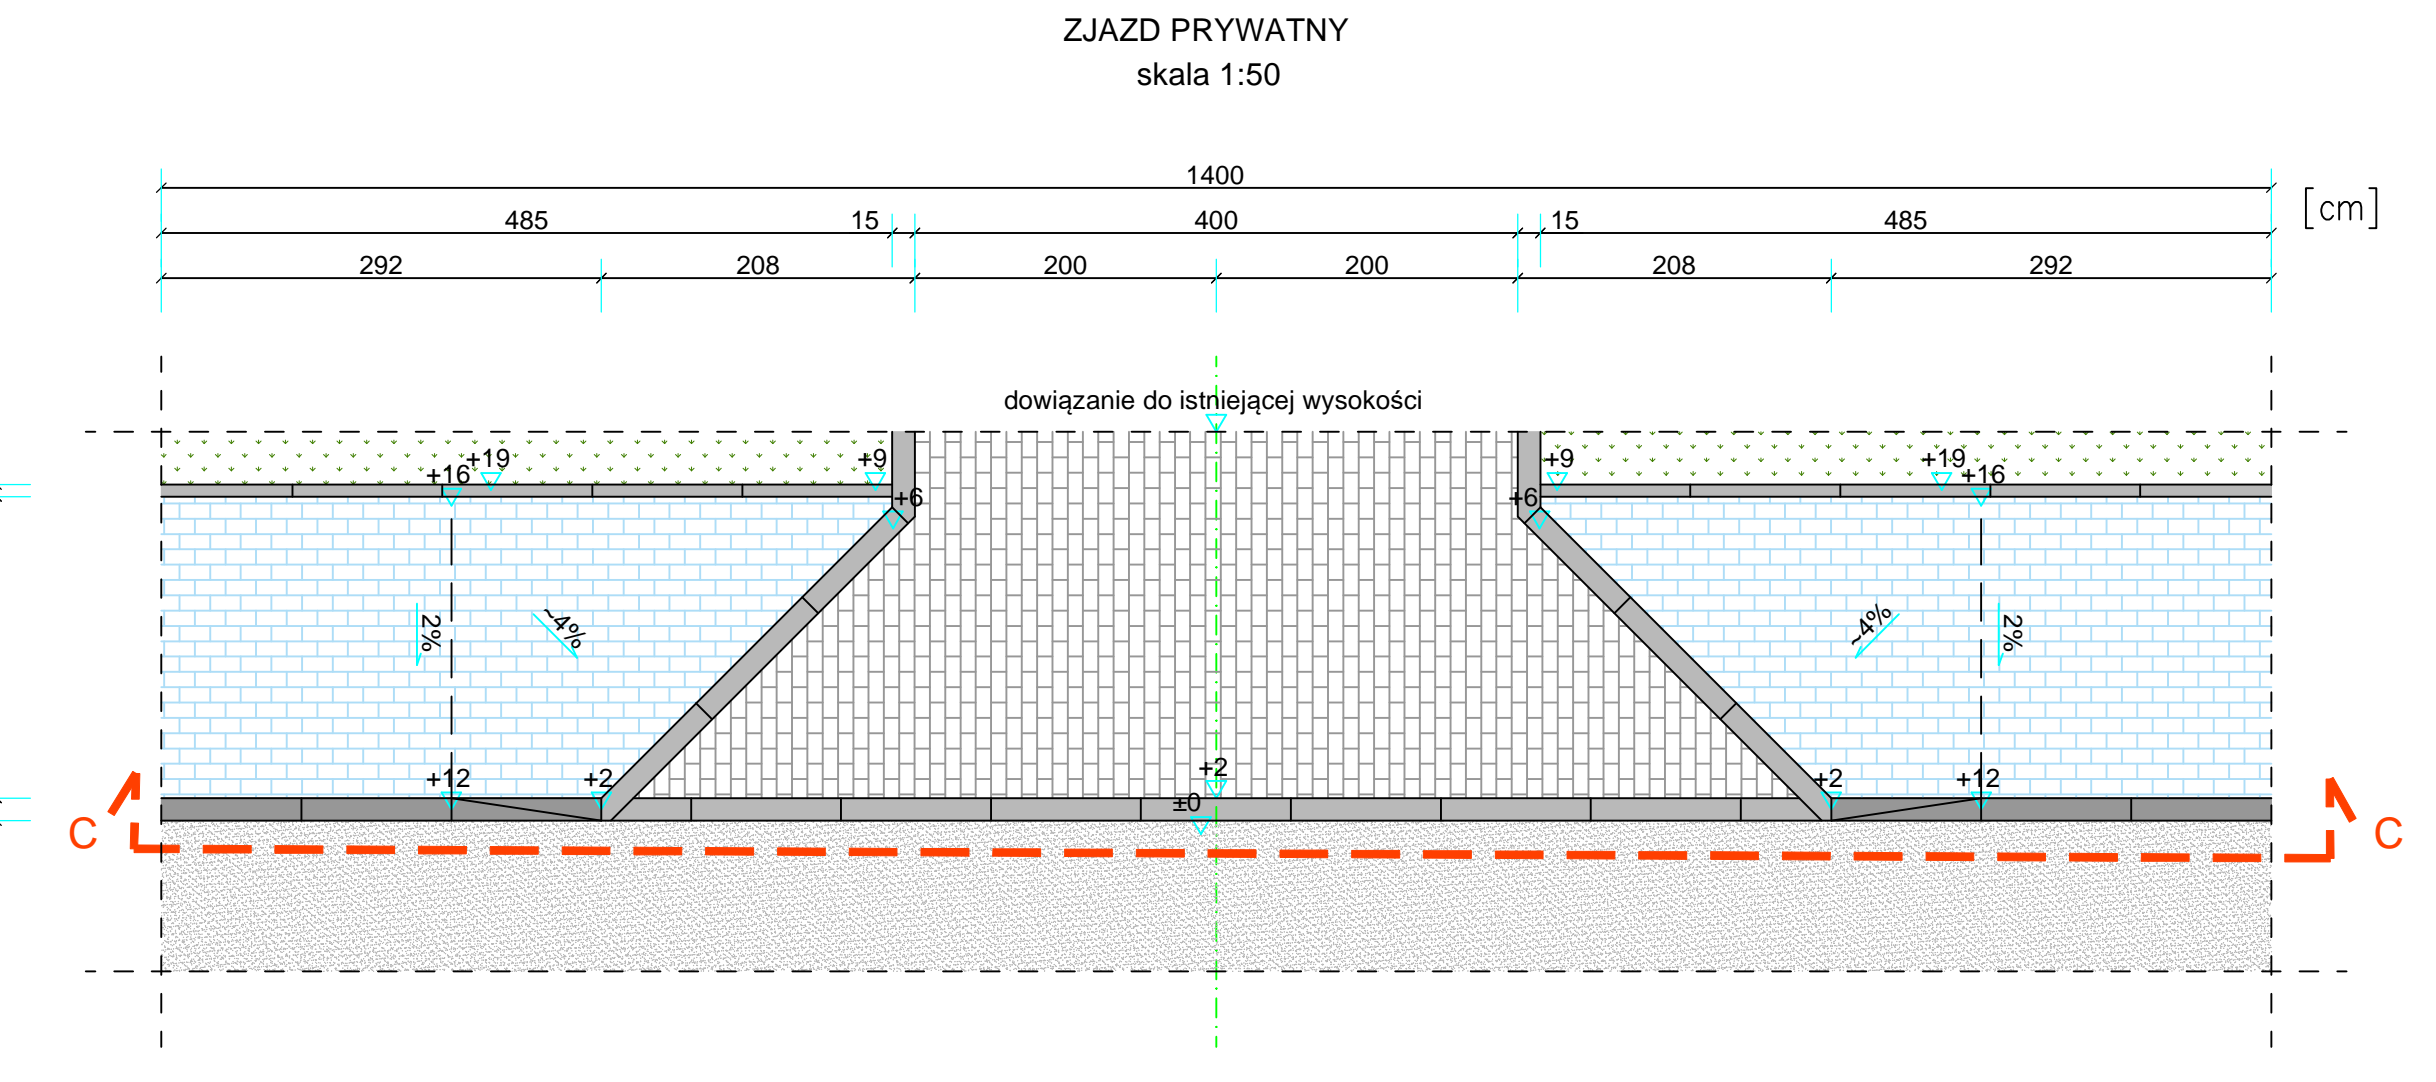 ZJAZD PRYWATNY
skala 1:50
1400
[cm]
485 15 400 15 485
292 208 200 200 208 292
dowiązanie do istniejącej wysokości
+19 +9 +9 +19
+16 +16
+6 +6
2% ~4% ~4% 2%
+2
+12 +2 +2 +12
±0
C C